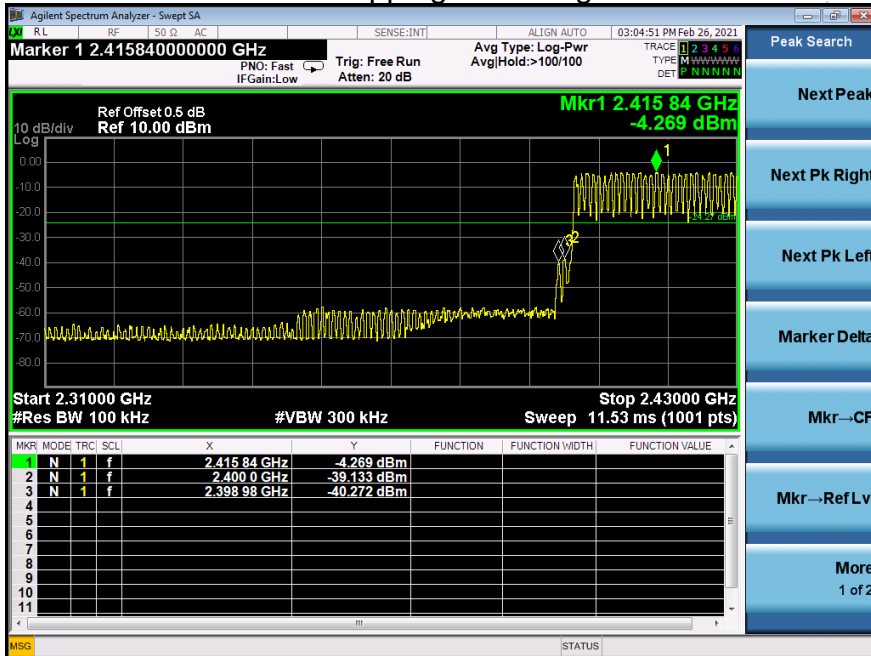 Agilent Spectrum Analyzer - Swept SA
LXI RL RF 50 Ω AC SENSE:INT ALIGN AUTO 03:04:51 PM Feb 26, 2021
Marker 1 2.415840000000 GHz
PNO: Fast
IFGain:Low
Trig: Free Run
Atten: 20 dB
Avg Type: Log-Pwr
Avg|Hold:>100/100
TRACE 1 2 3 4 5 6
TYPE M WWWWW
DET P N N N N N
Mkr1 2.415 84 GHz
-4.269 dBm
Ref Offset 0.5 dB
10 dB/div Ref 10.00 dBm
Log
1
0.00
-10.0
-20.0
-24.27 dBm
-30.0
2
-40.0
-50.0
-60.0
-70.0
-80.0
Start 2.31000 GHz Stop 2.43000 GHz
#Res BW 100 kHz #VBW 300 kHz Sweep 11.53 ms (1001 pts)
MKR MODE TRC SCL X Y FUNCTION FUNCTION WIDTH FUNCTION VALUE
1 N 1 f 2.415 84 GHz -4.269 dBm
2 N 1 f 2.400 0 GHz -39.133 dBm
3 N 1 f 2.398 98 GHz -40.272 dBm
4
5
6
7
8
9
10
11
MSG STATUS
Peak Search
Next Peak
Next Pk Right
Next Pk Left
Marker Delta
Mkr→CF
Mkr→Ref Lv
More
1 of 2